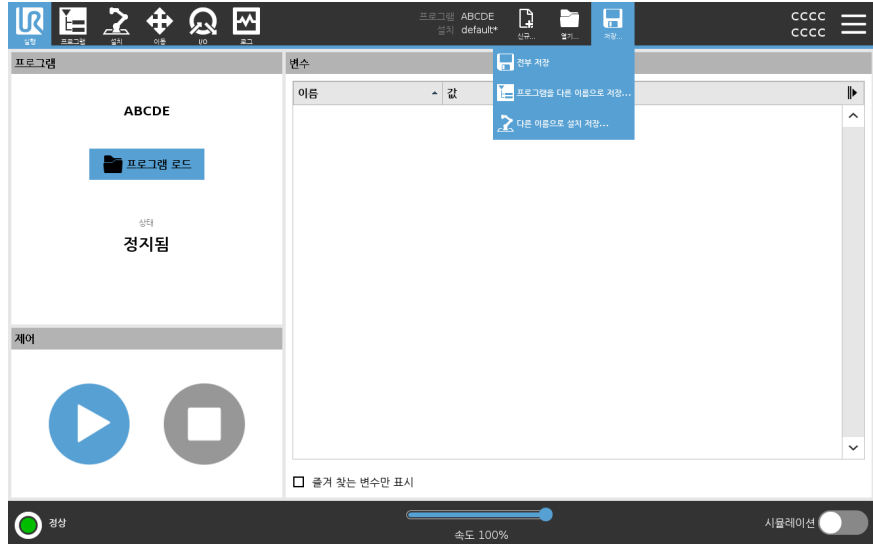 UR
실행
프로그램
설치
이동
I/O
로그
프로그램 ABCDE
설치 default*
신규...
열기...
저장...
cccc
cccc
전부 저장
프로그램을 다른 이름으로 저장...
다른 이름으로 설치 저장...
프로그램
ABCDE
프로그램 로드
상태
정지됨
제어
변수
이름
값
즐겨 찾는 변수만 표시
정상
속도 100%
시뮬레이션